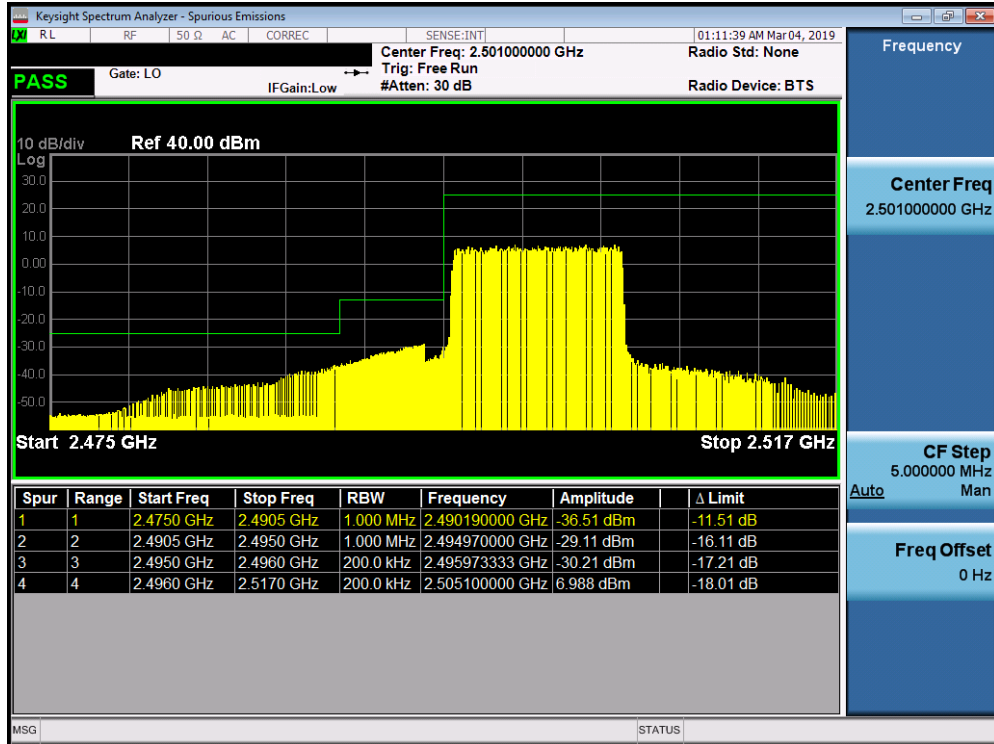 Keysight Spectrum Analyzer - Spurious Emissions
LXI RL RF 50 Ω AC CORREC SENSE:INT 01:11:39 AM Mar 04, 2019
Center Freq: 2.501000000 GHz Radio Std: None
Gate: LO Trig: Free Run
PASS IFGain:Low #Atten: 30 dB Radio Device: BTS
10 dB/div Ref 40.00 dBm
Log
30.0
20.0
10.0
0.00
-10.0
-20.0
-30.0
-40.0
-50.0
Start 2.475 GHz Stop 2.517 GHz
Spur Range Start Freq Stop Freq RBW Frequency Amplitude Δ Limit
1 1 2.4750 GHz 2.4905 GHz 1.000 MHz 2.490190000 GHz -36.51 dBm -11.51 dB
2 2 2.4905 GHz 2.4950 GHz 1.000 MHz 2.494970000 GHz -29.11 dBm -16.11 dB
3 3 2.4950 GHz 2.4960 GHz 200.0 kHz 2.495973333 GHz -30.21 dBm -17.21 dB
4 4 2.4960 GHz 2.5170 GHz 200.0 kHz 2.505100000 GHz 6.988 dBm -18.01 dB
Frequency
Center Freq
2.501000000 GHz
CF Step
5.000000 MHz
Auto Man
Freq Offset
0 Hz
MSG STATUS